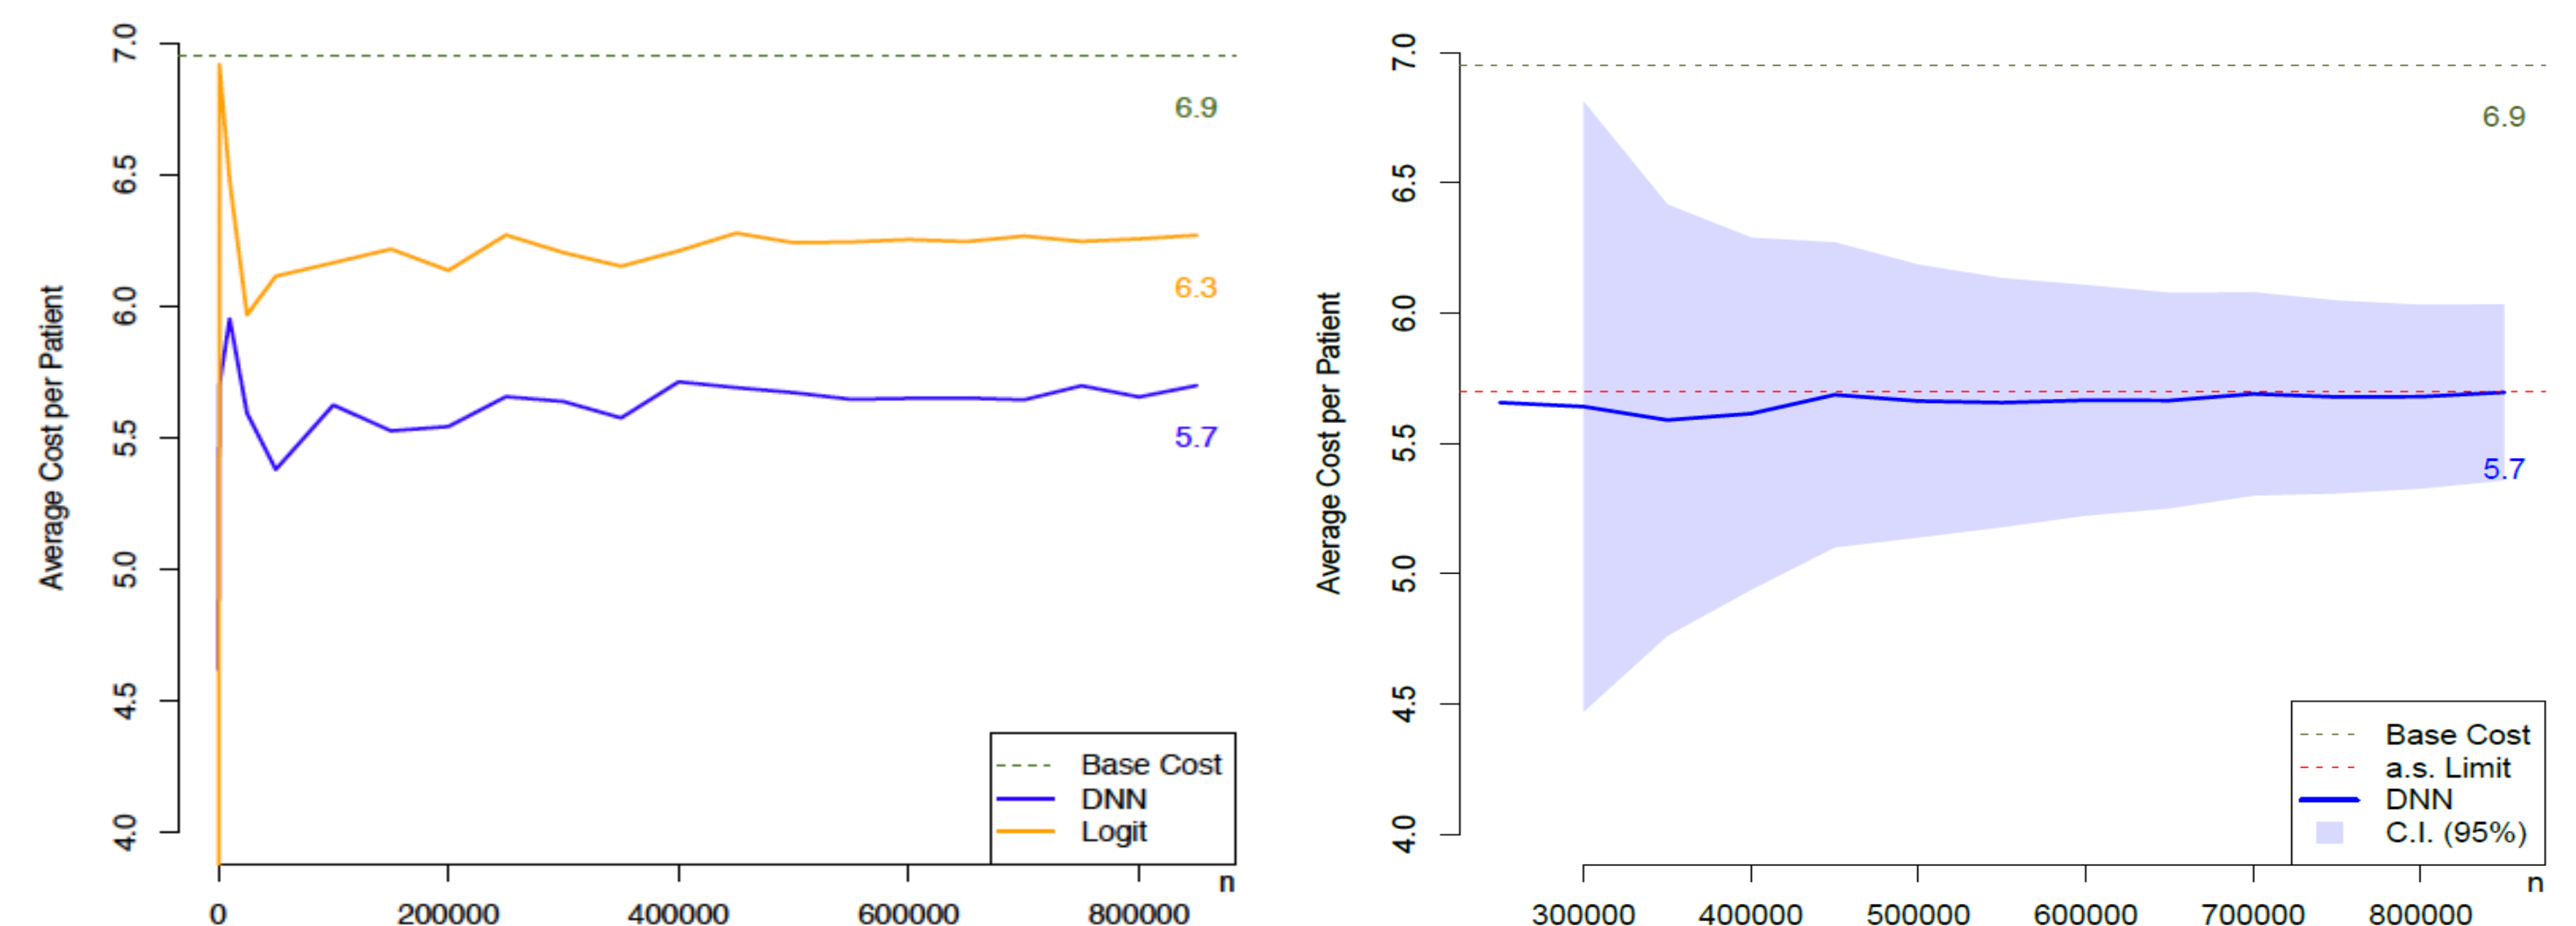 7.0
6.5
6.0
5.5
5.0
4.5
4.0
Average Cost per Patient
6.9
6.3
5.7
Base Cost
DNN
Logit
n
0 200000 400000 600000 800000
7.0
6.5
6.0
5.5
5.0
4.5
4.0
Average Cost per Patient
6.9
5.7
Base Cost
a.s. Limit
DNN
C.I. (95%)
n
300000 400000 500000 600000 700000 800000